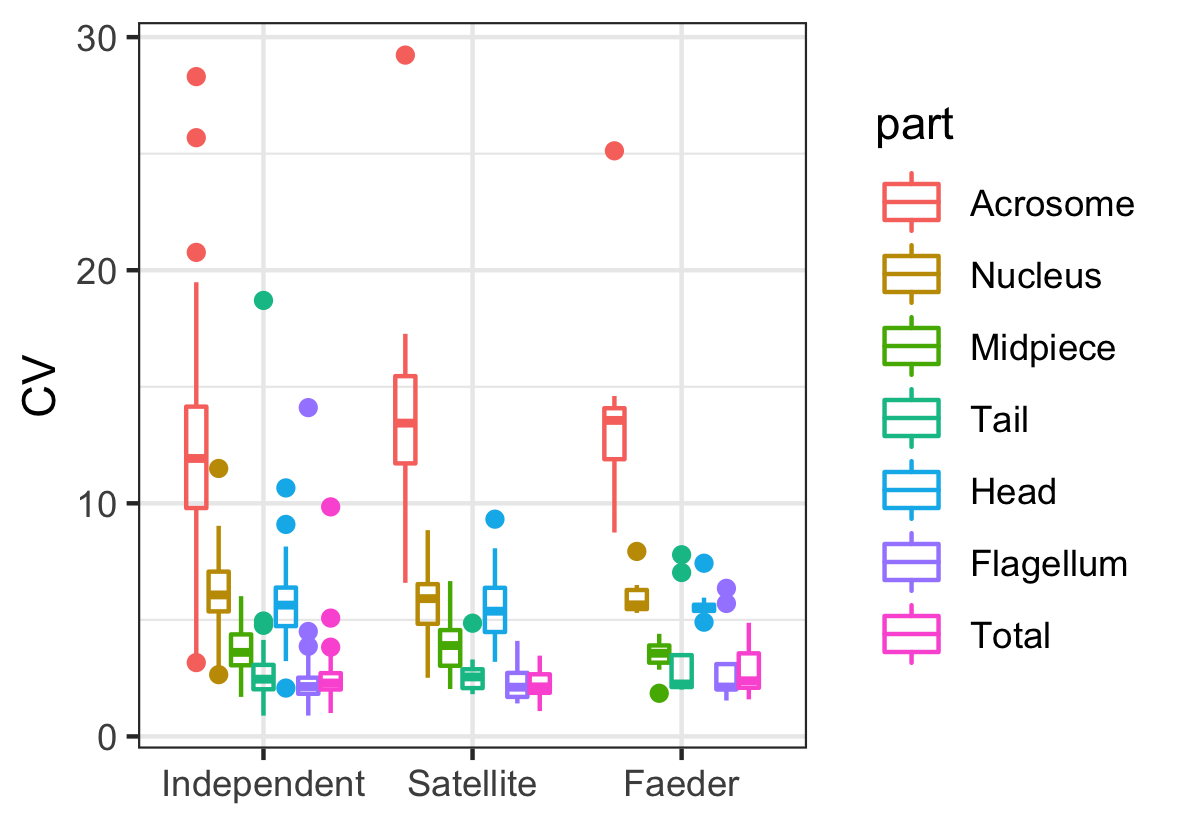 30
20
10
0
CV
Independent
Satellite
Faeder
part
Acrosome
Nucleus
Midpiece
Tail
Head
Flagellum
Total